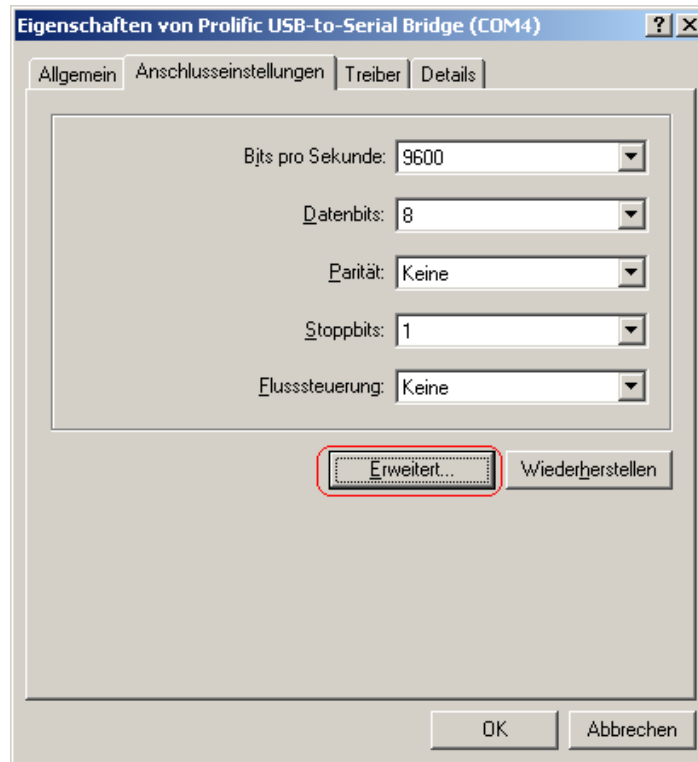 Eigenschaften von Prolific USB-to-Serial Bridge (COM4)
Allgemein Anschlusseinstellungen Treiber Details
Bits pro Sekunde: 9600
Datenbits: 8
Parität: Keine
Stoppbits: 1
Flusssteuerung: Keine
Erweitert... Wiederherstellen
OK Abbrechen